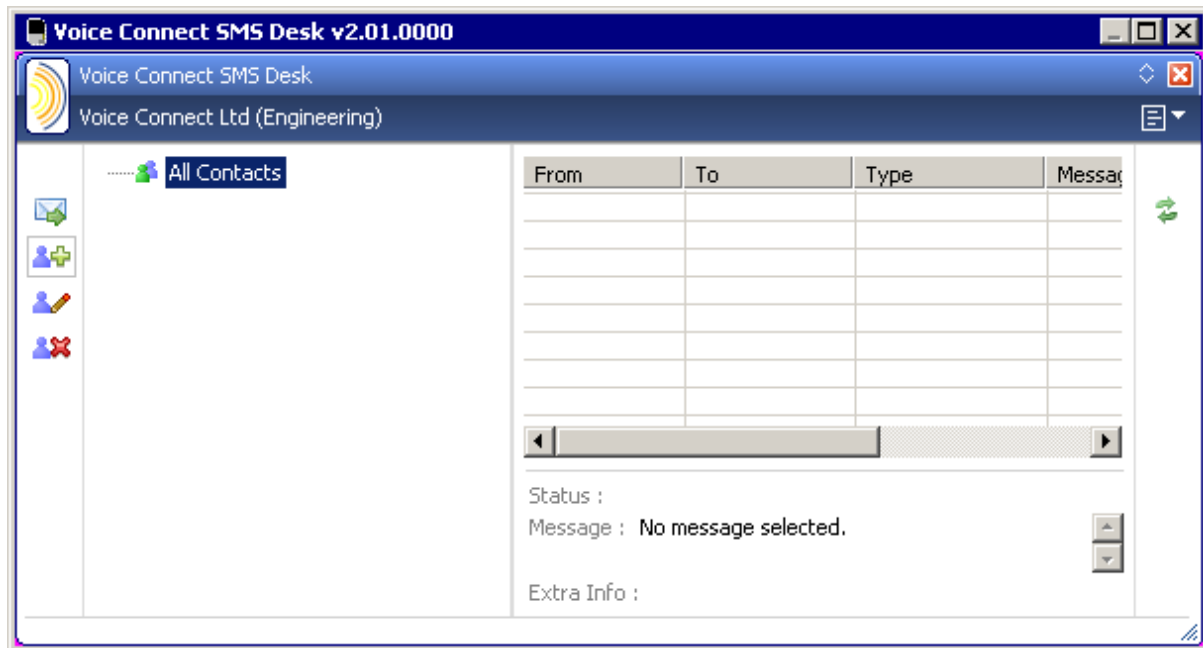 Voice Connect SMS Desk v2.01.0000
Voice Connect SMS Desk
Voice Connect Ltd (Engineering)
All Contacts
From To Type Messag
Status :
Message : No message selected.
Extra Info :